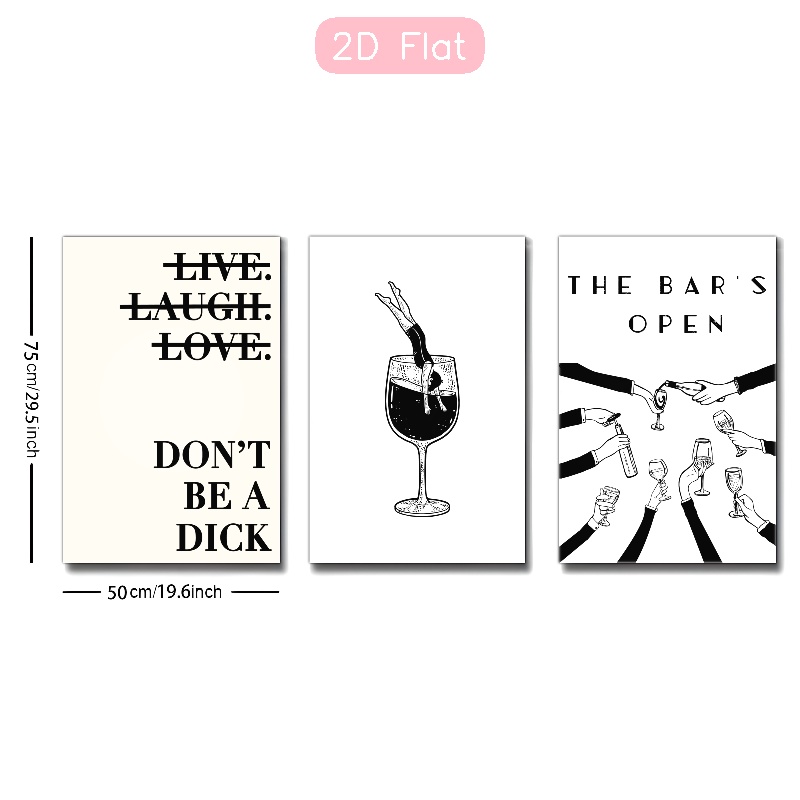 2D Flat
LIVE.
LAUGH.
LOVE.
DON'T
BE A
DICK
THE BAR'S
OPEN
75cm/29.5inch
50cm/19.6inch